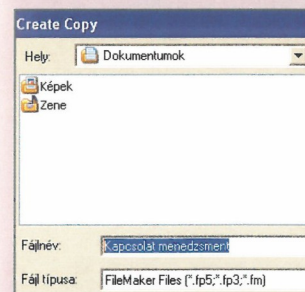 Create Copy
Hely: Dokumentumok
Képek
Zene
Fájlnév: Kapcsolat menedzsment
Fájl típusa: FileMaker Files (*.fp5;*.fp3;*.fm)